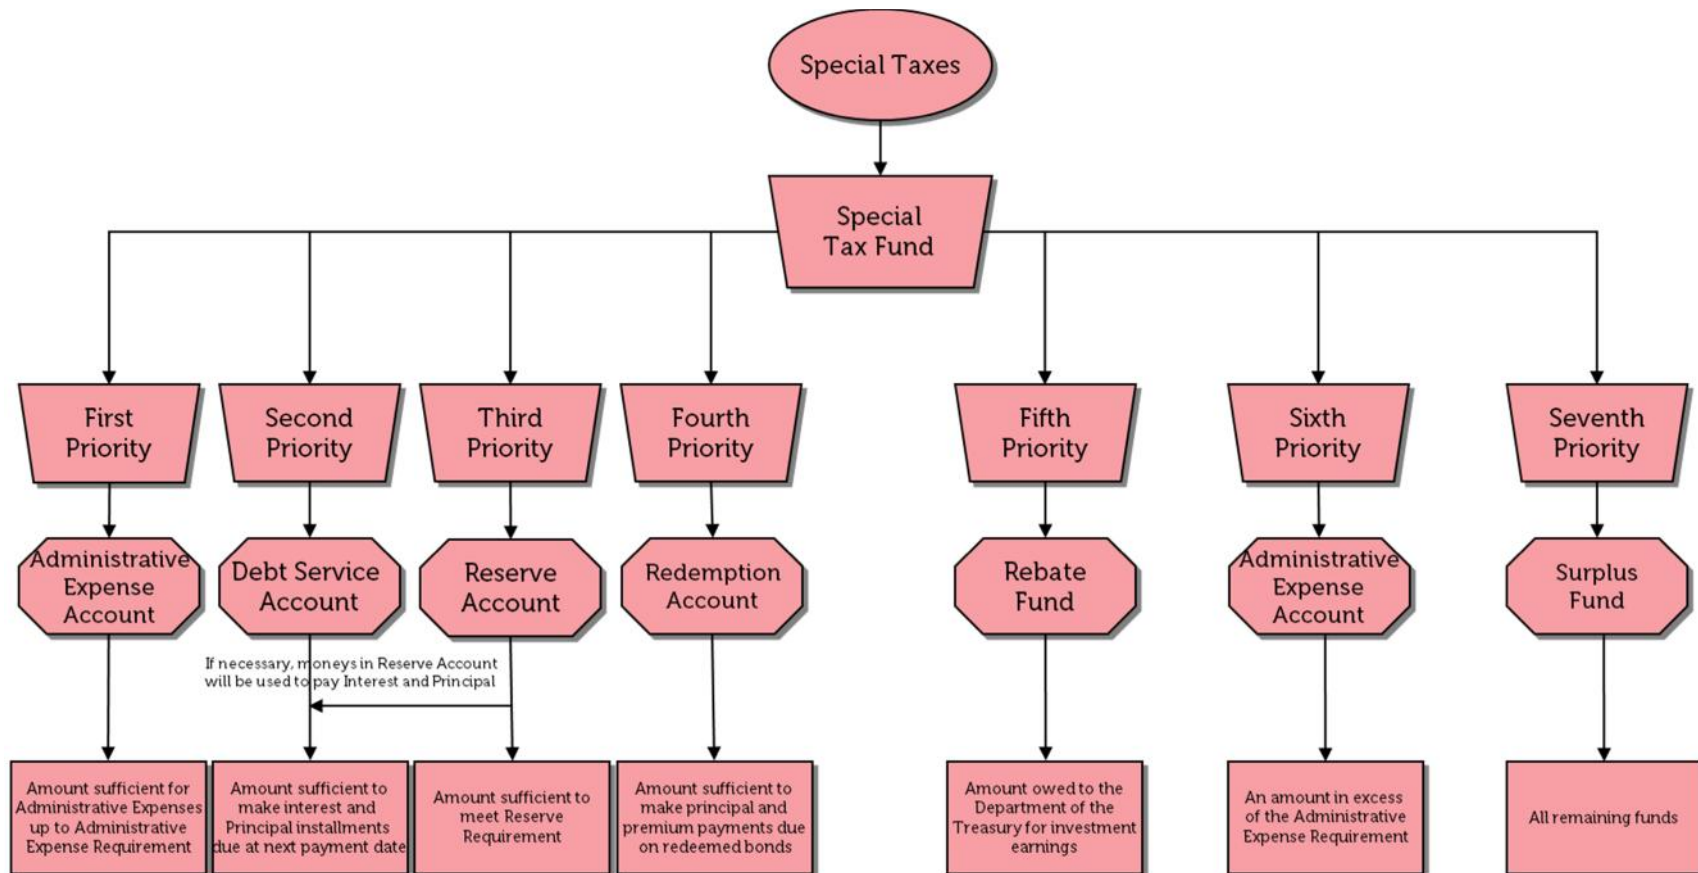 Special Taxes
Special
Tax Fund
First
Priority
Second
Priority
Third
Priority
Fourth
Priority
Fifth
Priority
Sixth
Priority
Seventh
Priority
Administrative
Expense
Account
Debt Service
Account
Reserve
Account
Redemption
Account
Rebate
Fund
Administrative
Expense
Account
Surplus
Fund
If necessary, moneys in Reserve Account
will be used to pay Interest and Principal
Amount sufficient for
Administrative Expenses
up to Administrative
Expense Requirement
Amount sufficient to
make interest and
Principal installments
due at next payment date
Amount sufficient to
meet Reserve
Requirement
Amount sufficient to
make principal and
premium payments due
on redeemed bonds
Amount owed to the
Department of the
Treasury for investment
earnings
An amount in excess
of the Administrative
Expense Requirement
All remaining funds